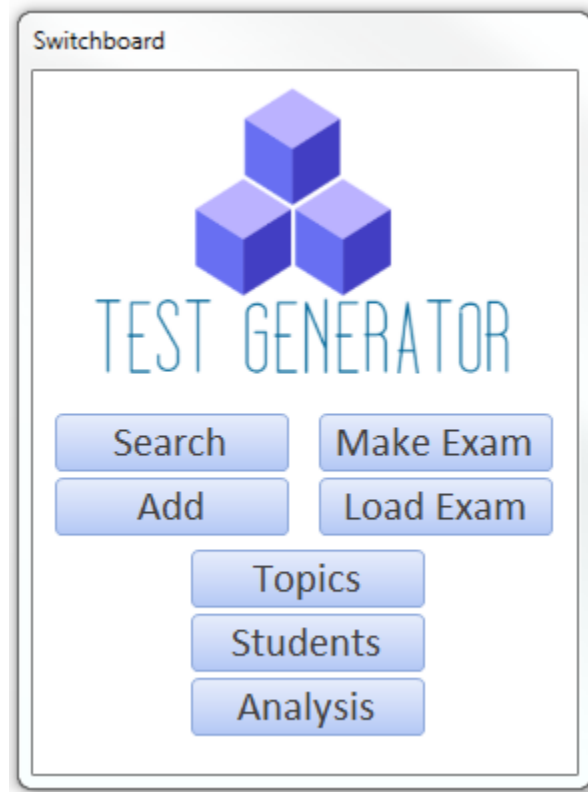 Switchboard
TEST GENERATOR
Search
Make Exam
Add
Load Exam
Topics
Students
Analysis